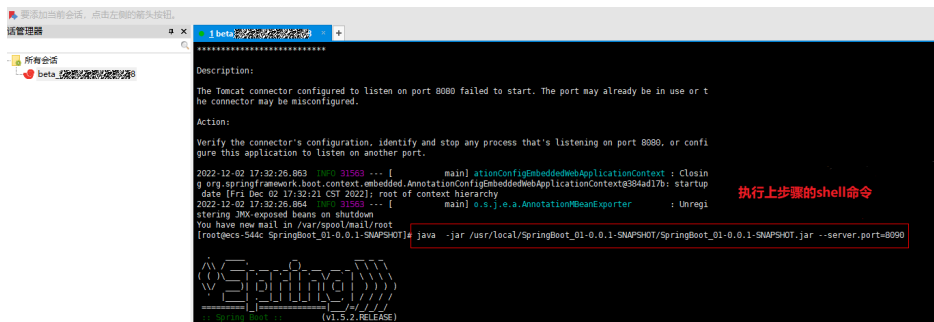 要添加当前会话，点击左侧的箭头按钮。
话管理器
1 beta
8
+
所有会话
beta_
8
***************************
Description:
The Tomcat connector configured to listen on port 8080 failed to start. The port may already be in use or t
he connector may be misconfigured.
Action:
Verify the connector's configuration, identify and stop any process that's listening on port 8080, or confi
gure this application to listen on another port.
2022-12-02 17:32:26.863 INFO 31563 --- [ main] ationConfigEmbeddedWebApplicationContext : Closin
g org.springframework.boot.context.embedded.AnnotationConfigEmbeddedWebApplicationContext@384ad17b: startup
date [Fri Dec 02 17:32:21 CST 2022]; root of context hierarchy
2022-12-02 17:32:26.864 INFO 31563 --- [ main] o.s.j.e.a.AnnotationMBeanExporter : Unregi
stering JMX-exposed beans on shutdown
You have new mail in /var/spool/mail/root
[root@ecs-544c SpringBoot_01-0.0.1-SNAPSHOT]# java -jar /usr/local/SpringBoot_01-0.0.1-SNAPSHOT/SpringBoot_01-0.0.1-SNAPSHOT.jar --server.port=8090
执行上步骤的shell命令
:: Spring Boot :: (v1.5.2.RELEASE)